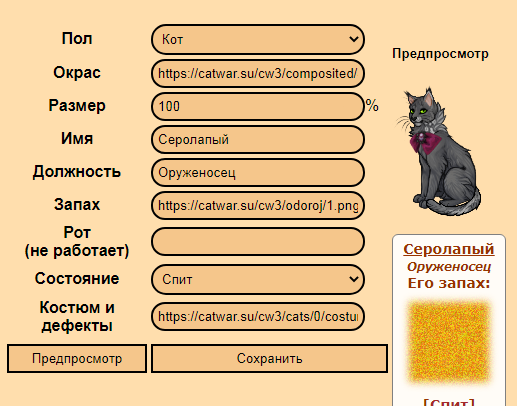 Пол Кот
Предпросмотр
Окрас https://catwar.su/cw3/composited/
Размер 100 %
Имя Серолапый
Должность Оруженосец
Запах https://catwar.su/cw3/odoroj/1.png
Рот
(не работает)
Состояние Спит
Костюм и
дефекты https://catwar.su/cw3/cats/0/costu
Предпросмотр Сохранить
Серолапый
Оруженосец
Его запах:
[Спит]